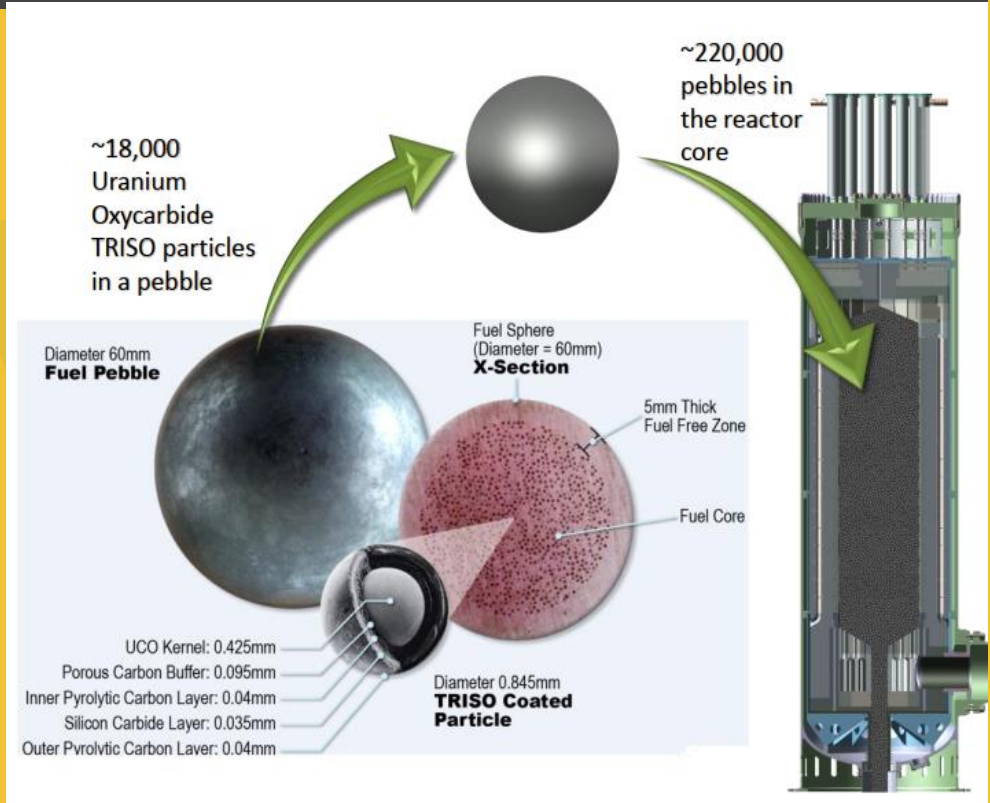 ~18,000
Uranium
Oxycarbide
TRISO particles
in a pebble
~220,000
pebbles in
the reactor
core
Diameter 60mm
Fuel Pebble
Fuel Sphere
(Diameter = 60mm)
X-Section
5mm Thick
Fuel Free Zone
Fuel Core
UCO Kernel: 0.425mm
Porous Carbon Buffer: 0.095mm
Inner Pyrolytic Carbon Layer: 0.04mm
Silicon Carbide Layer: 0.035mm
Outer Pyrolytic Carbon Layer: 0.04mm
Diameter 0.845mm
TRISO Coated
Particle